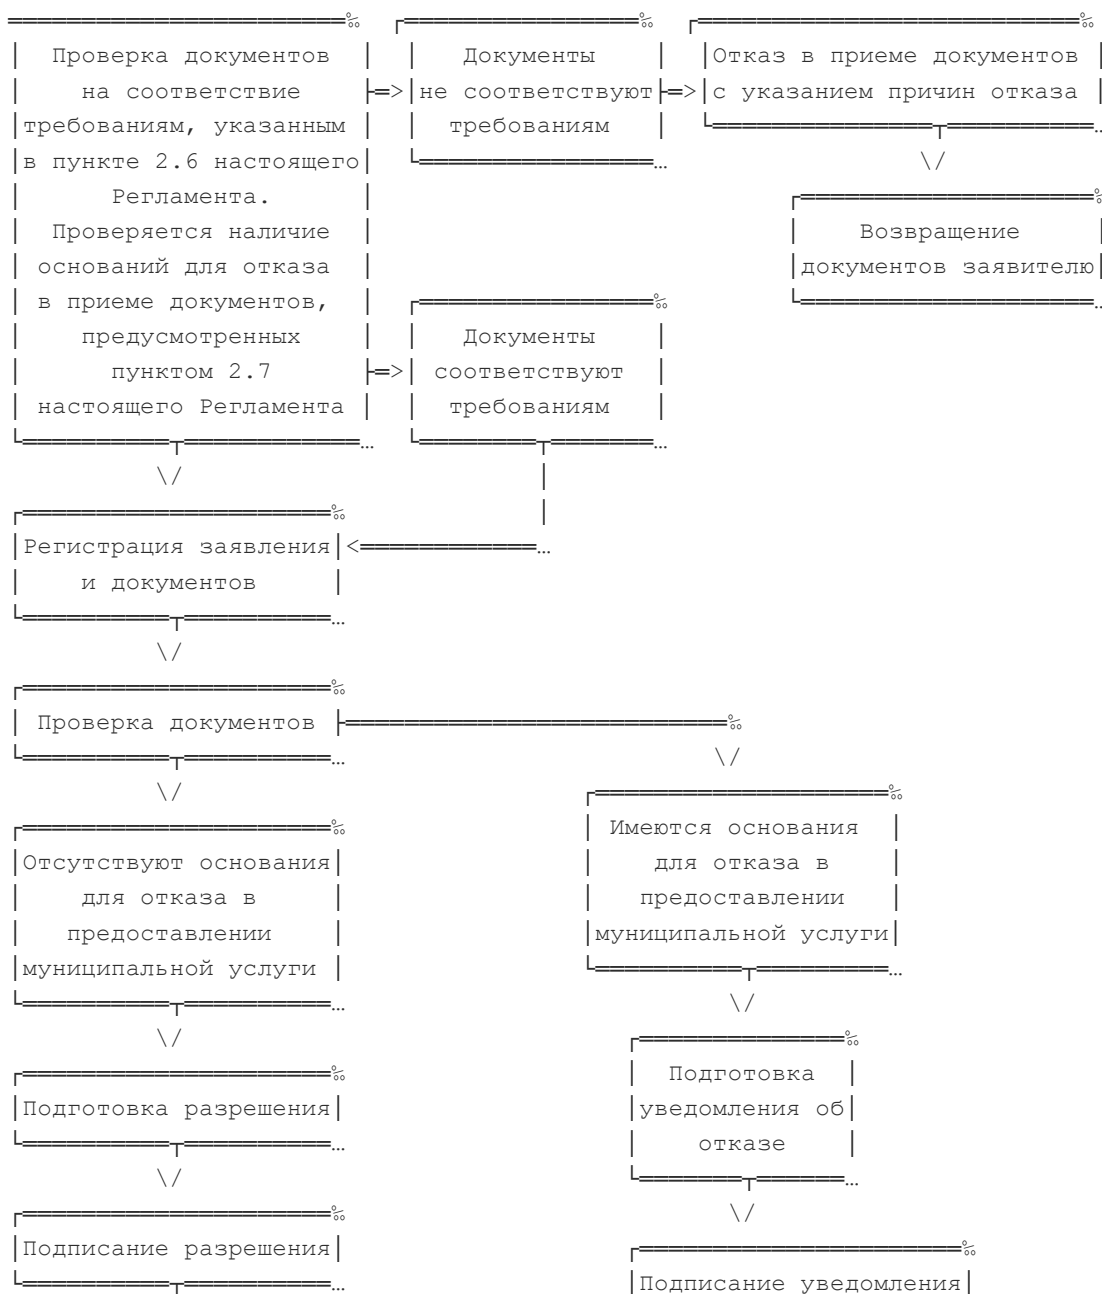 Проверка документов
на соответствие
требованиям, указанным
в пункте 2.6 настоящего
Регламента.
Проверяется наличие
оснований для отказа
в приеме документов,
предусмотренных
пунктом 2.7
настоящего Регламента
Документы
не соответствуют
требованиям
Отказ в приеме документов
с указанием причин отказа
Возвращение
документов заявителю
Документы
соответствуют
требованиям
Регистрация заявления
и документов
Проверка документов
Отсутствуют основания
для отказа в
предоставлении
муниципальной услуги
Имеются основания
для отказа в
предоставлении
муниципальной услуги
Подготовка разрешения
Подготовка
уведомления об
отказе
Подписание разрешения
Подписание уведомления